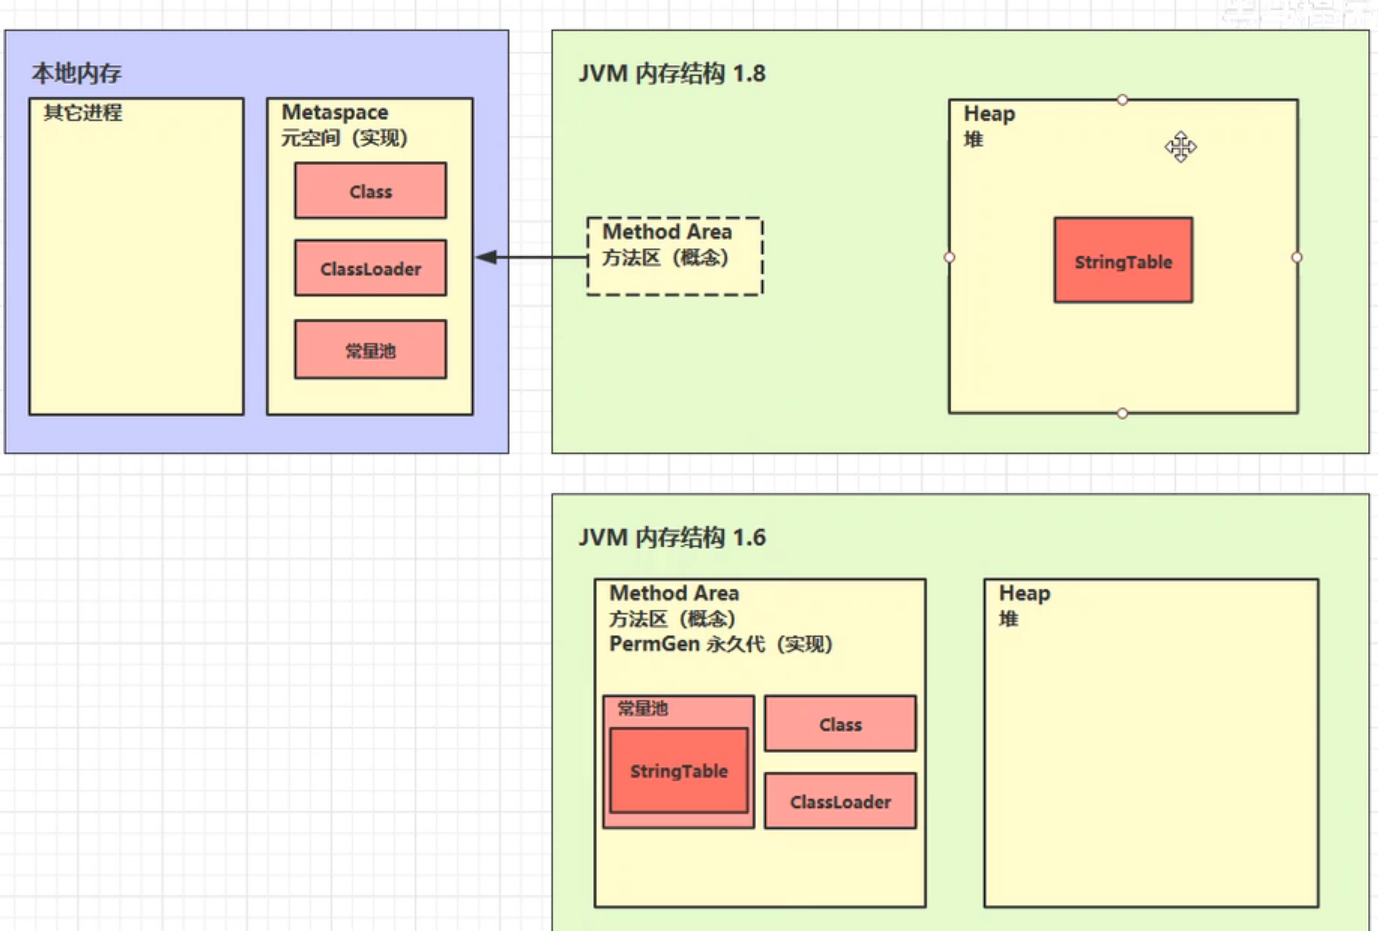 本地内存
其它进程
Metaspace
元空间（实现）
Class
ClassLoader
常量池
JVM 内存结构 1.8
Method Area
方法区（概念）
Heap
堆
StringTable
JVM 内存结构 1.6
Method Area
方法区（概念）
PermGen 永久代（实现）
常量池
StringTable
Class
ClassLoader
Heap
堆